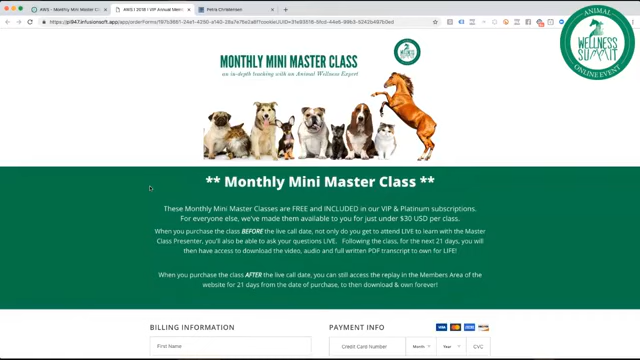 AWS - Monthly Mini Master Cl
AWS | 2018 | VIP Annual Mem
Petra Christensen
MONTHLY MINI MASTER CLASS
an in-depth teaching with an Animal Wellness Expert
ANIMAL
WELLNESS
SUMMIT
ONLINE EVENT
** Monthly Mini Master Class **
These Monthly Mini Master Classes are FREE and INCLUDED in our VIP & Platinum subscriptions.
For everyone else, we've made them available to you for just under $30 USD per class.
When you purchase the class BEFORE the live call date, not only do you get to attend LIVE to learn with the Master
Class Presenter, you'll also be able to ask your questions LIVE. Following the class, for the next 21 days, you will
then have access to download the video, audio and full written PDF transcript to own for LIFE!
When you purchase the class AFTER the live call date, you can still access the replay in the Members Area of the
website for 21 days from the date of purchase, to then download & own forever!
BILLING INFORMATION
PAYMENT INFO
VISA
First Name
Credit Card Number
Month
Year
CVC